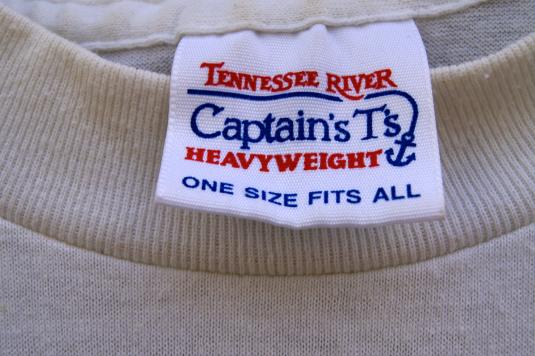 TENNESSEE RIVER
Captain's T's
HEAVYWEIGHT
ONE SIZE FITS ALL